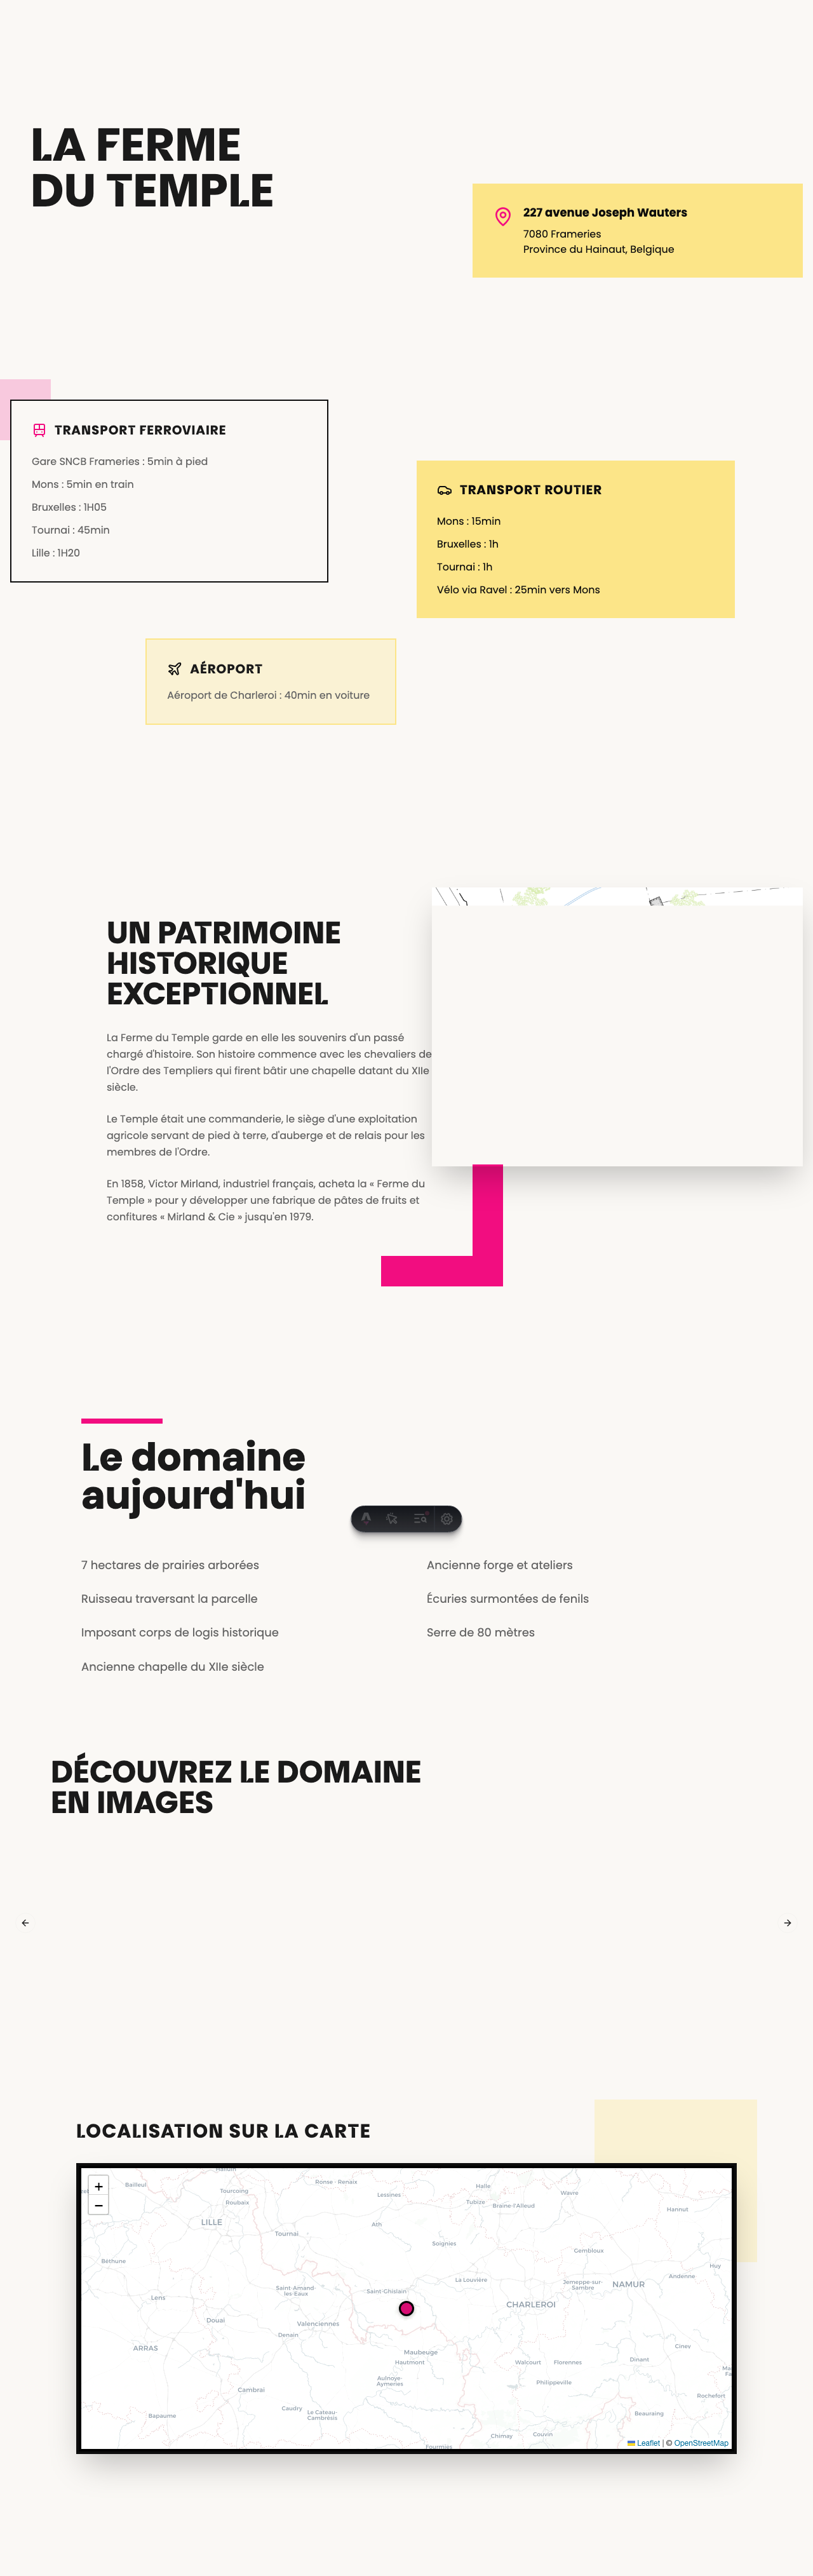 LA FERME
DU TEMPLE
227 avenue Joseph Wauters
7080 Frameries
Province du Hainaut, Belgique
TRANSPORT FERROVIAIRE
Gare SNCB Frameries : 5min à pied
Mons : 5min en train
Bruxelles : 1H05
Tournai : 45min
Lille : 1H20
TRANSPORT ROUTIER
Mons : 15min
Bruxelles : 1h
Tournai : 1h
Vélo via Ravel : 25min vers Mons
AÉROPORT
Aéroport de Charleroi : 40min en voiture
UN PATRIMOINE
HISTORIQUE
EXCEPTIONNEL
La Ferme du Temple garde en elle les souvenirs d'un passé
chargé d'histoire. Son histoire commence avec les chevaliers de
l'Ordre des Templiers qui firent bâtir une chapelle datant du XIIe
siècle.
Le Temple était une commanderie, le siège d'une exploitation
agricole servant de pied à terre, d'auberge et de relais pour les
membres de l'Ordre.
En 1858, Victor Mirland, industriel français, acheta la « Ferme du
Temple » pour y développer une fabrique de pâtes de fruits et
confitures « Mirland & Cie » jusqu'en 1979.
Le domaine
aujourd'hui
7 hectares de prairies arborées
Ruisseau traversant la parcelle
Imposant corps de logis historique
Ancienne chapelle du XIIe siècle
Ancienne forge et ateliers
Écuries surmontées de fenils
Serre de 80 mètres
DÉCOUVREZ LE DOMAINE
EN IMAGES
LOCALISATION SUR LA CARTE
+
−
Bailleul
Tourcoing
Roubaix
LILLE
Ronse - Renaix
Lessines
Halle
Tubize
Braine-l'Alleud
Wavre
Hannut
Tournai
Ath
Soignies
Gembloux
Béthune
Huy
Andenne
La Louvière
Jemeppe-sur-
Sambre
NAMUR
Saint-Amand-
les-Eaux
Saint-Ghislain
Lens
CHARLEROI
Douai
Valenciennes
Denain
ARRAS
Maubeuge
Hautmont
Ciney
Walcourt
Florennes
Dinant
Aulnoye-
Aymeries
Philippeville
Cambrai
Rochefort
Caudry
Le Cateau-
Cambrésis
Bapaume
Beauraing
Chimay
Couvin
Fourmies
Leaflet | © OpenStreetMap